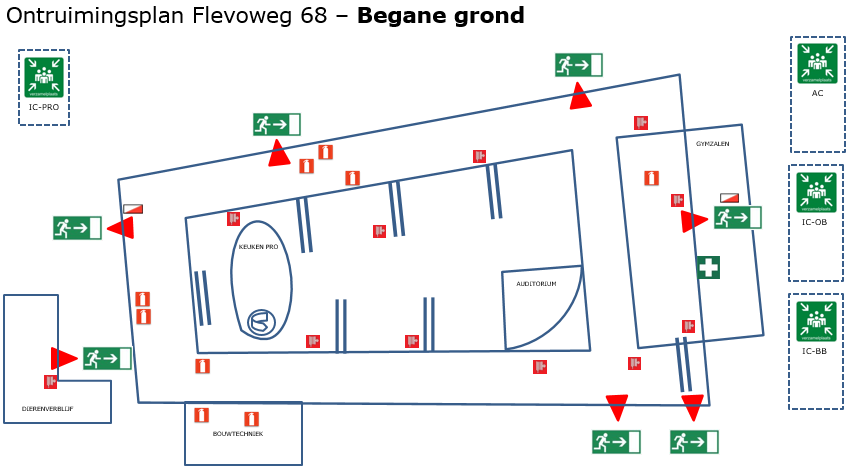 Ontruimingsplan Flevoweg 68 – Begane grond
IC-PRO
AC
GYMZALEN
IC-OB
KEUKEN PRO
AUDITORIUM
IC-BB
DIERENVERBLIJF
BOUWTECHNIEK